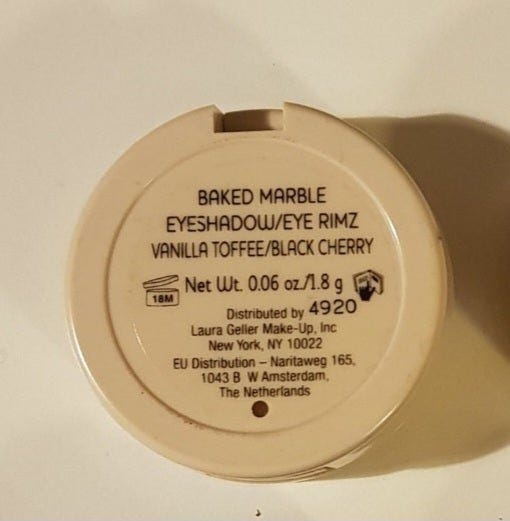 BAKED MARBLE
EYESHADOW/EYE RIMZ
VANILLA TOFFEE/BLACK CHERRY
18M Net Wt. 0.06 oz./1.8 g
Distributed by 4920
Laura Geller Make-Up, Inc
New York, NY 10022
EU Distribution – Naritaweg 165,
1043 B W Amsterdam,
The Netherlands